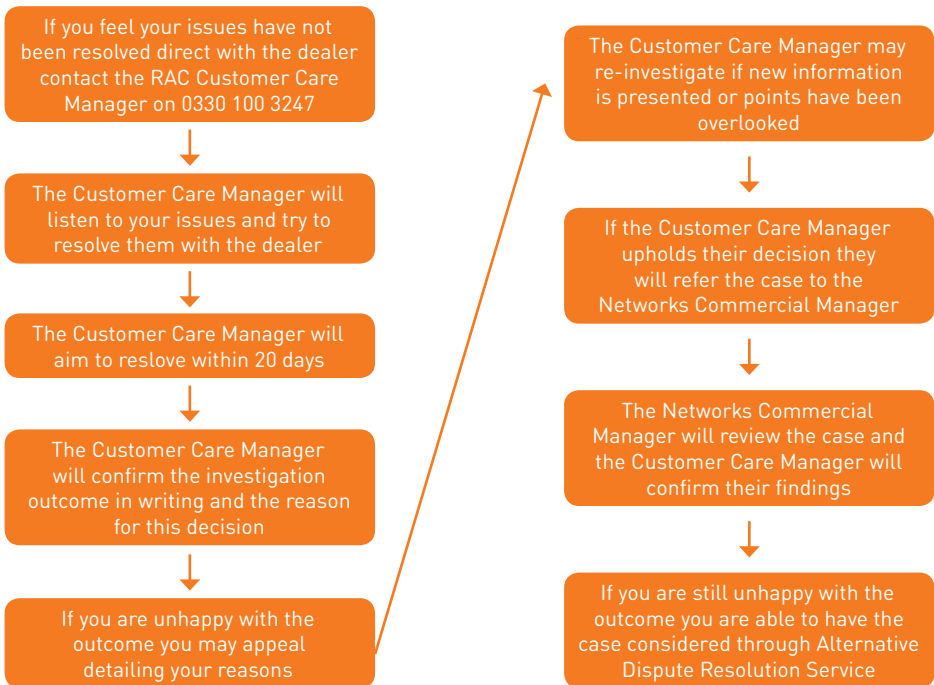 If you feel your issues have not
been resolved direct with the dealer
contact the RAC Customer Care
Manager on 0330 100 3247
The Customer Care Manager will
listen to your issues and try to
resolve them with the dealer
The Customer Care Manager will
aim to reslove within 20 days
The Customer Care Manager
will confirm the investigation
outcome in writing and the reason
for this decision
If you are unhappy with the
outcome you may appeal
detailing your reasons
The Customer Care Manager may
re-investigate if new information
is presented or points have been
overlooked
If the Customer Care Manager
upholds their decision they
will refer the case to the
Networks Commercial Manager
The Networks Commercial
Manager will review the case and
the Customer Care Manager will
confirm their findings
If you are still unhappy with the
outcome you are able to have the
case considered through Alternative
Dispute Resolution Service